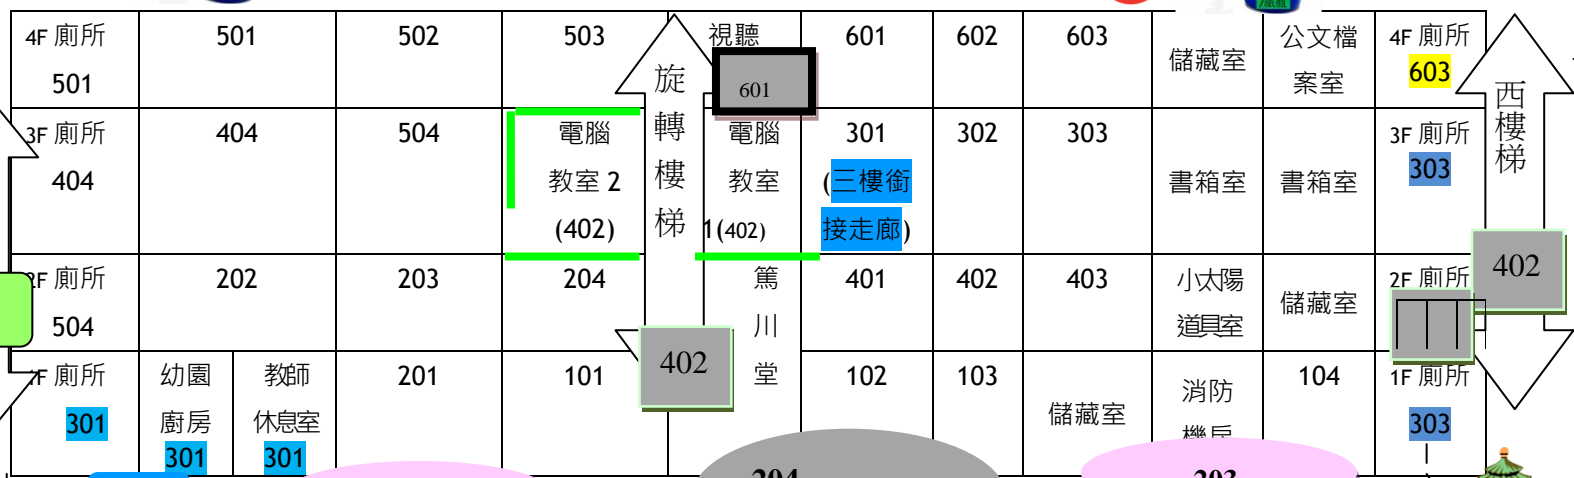 4F 廁所
501
501
502
503
視聽
601
601
602
603
儲藏室
公文檔
案室
4F 廁所
603
3F 廁所
404
404
504
電腦
教室 2
(402)
旋
轉
樓
梯
電腦
教室
1(402)
301
(三樓銜
接走廊)
302
303
書箱室
書箱室
3F 廁所
303
西
樓
梯
402
2F 廁所
504
202
203
204
402
篤
川
堂
401
402
403
小太陽
道具室
儲藏室
2F 廁所
1F 廁所
301
幼園
廚房
301
教師
休息室
301
201
101
102
103
儲藏室
消防
機房
104
1F 廁所
303
204
203